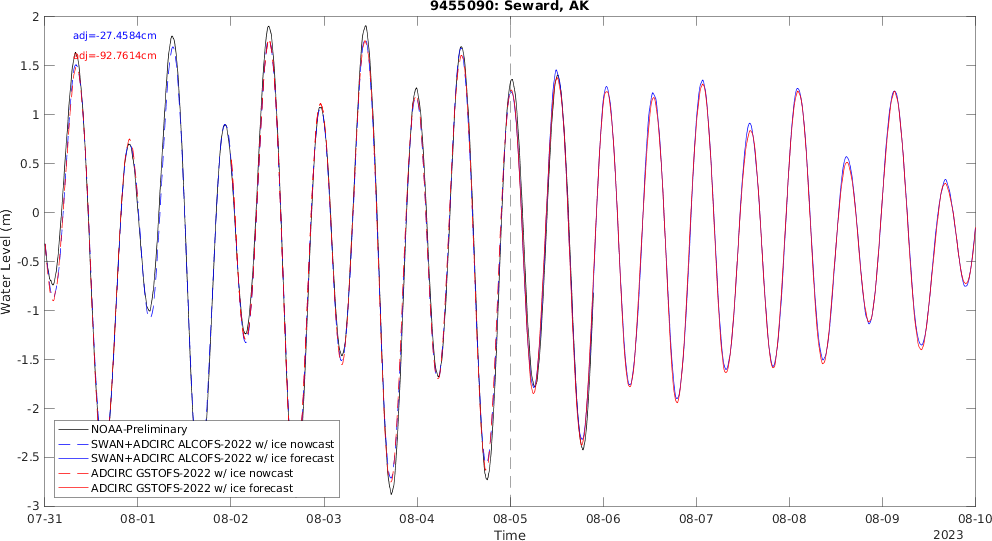 9455090: Seward, AK
adj=-27.4584cm
adj=-92.7614cm
2
1.5
1
0.5
0
-0.5
-1
-1.5
-2
-2.5
-3
Water Level (m)
NOAA-Preliminary
SWAN+ADCIRC ALCOFS-2022 w/ ice nowcast
SWAN+ADCIRC ALCOFS-2022 w/ ice forecast
ADCIRC GSTOFS-2022 w/ ice nowcast
ADCIRC GSTOFS-2022 w/ ice forecast
07-31 08-01 08-02 08-03 08-04 08-05 08-06 08-07 08-08 08-09 08-10
Time
2023